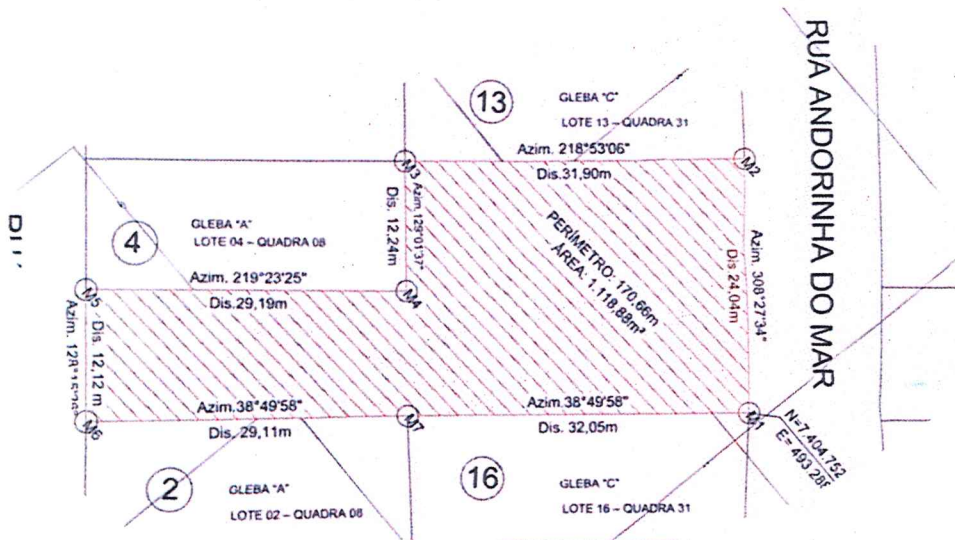 RUA ANDORINHA DO MAR
13
GLEBA "C"
LOTE 13 - QUADRA 31
Azim. 218°53'06"
Dis.31,90m
M3
M2
Azim. 129°01'37"
Dis. 12,24m
4
GLEBA "A"
LOTE 04 - QUADRA 08
Azim. 219°23'25"
Dis.29,19m
M5
M4
PERÍMETRO: 170,66m
ÁREA: 1.118,88m²
Azim. 308°27'34"
Dis.24,04m
Dis. 12,12 m
Azim.
M6
Azim.38°49'58"
Dis. 29,11m
M7
Azim.38°49'58"
Dis. 32,05m
M1
N=7.404.752
E= 493.28
2
GLEBA "A"
LOTE 02 - QUADRA 08
16
GLEBA "C"
LOTE 16 - QUADRA 31